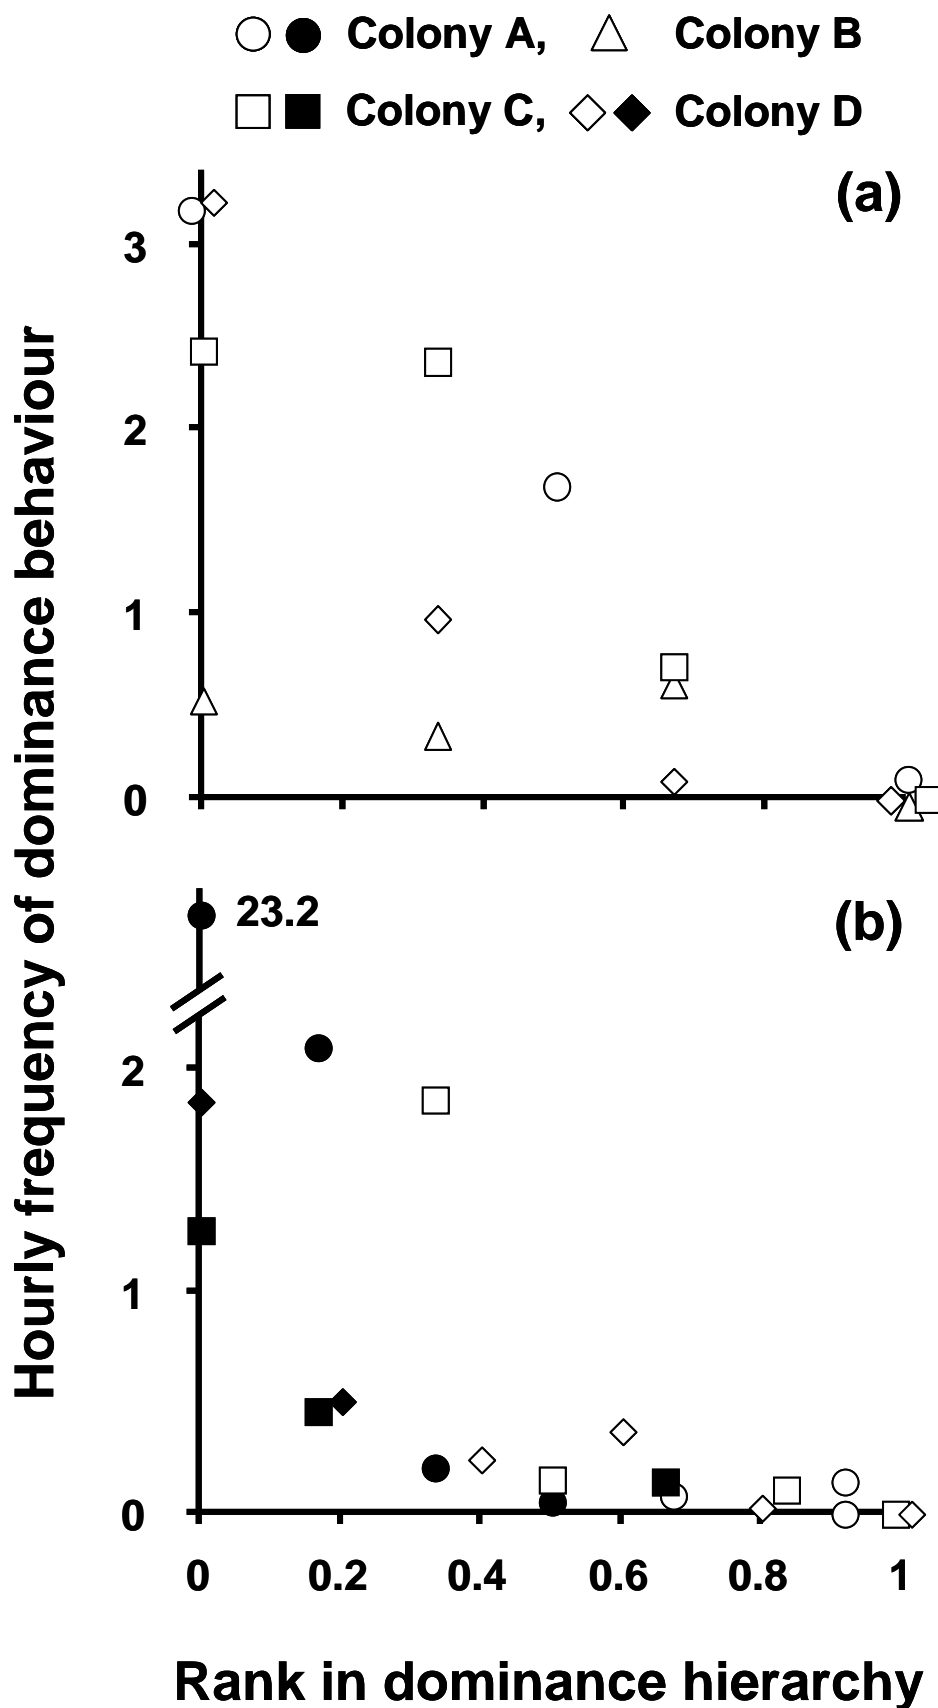 Colony A, Colony B
Colony C, Colony D
(a)
3
2
1
0
Hourly frequency of dominance behaviour
23.2
(b)
2
1
0
0 0.2 0.4 0.6 0.8 1
Rank in dominance hierarchy